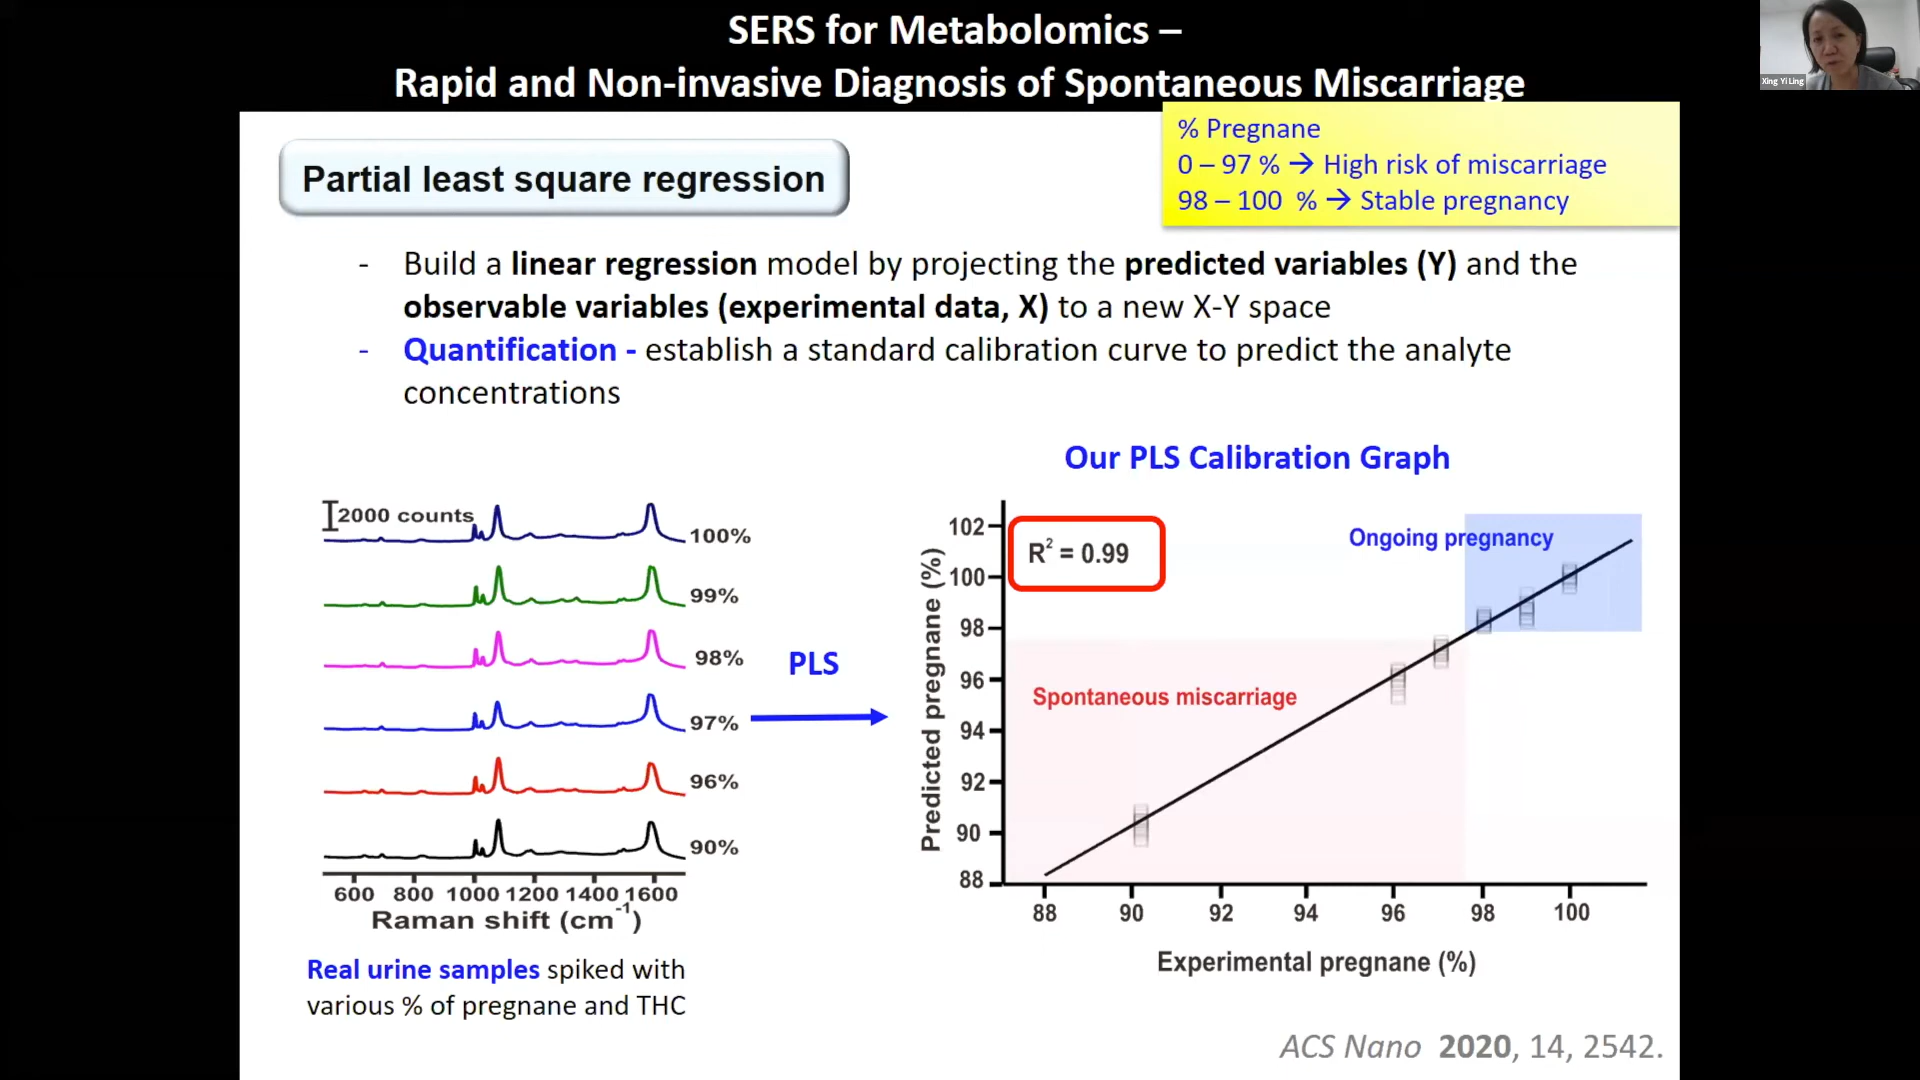 SERS for Metabolomics –
Rapid and Non-invasive Diagnosis of Spontaneous Miscarriage
Xing Yi Ling
% Pregnane
0 – 97 % → High risk of miscarriage
98 – 100 % → Stable pregnancy
Partial least square regression
- Build a linear regression model by projecting the predicted variables (Y) and the
observable variables (experimental data, X) to a new X-Y space
- Quantification - establish a standard calibration curve to predict the analyte
concentrations
2000 counts
100%
99%
98%
97%
96%
90%
600 800 1000 1200 1400 1600
Raman shift (cm⁻¹)
Real urine samples spiked with
various % of pregnane and THC
PLS
Our PLS Calibration Graph
R² = 0.99
Ongoing pregnancy
Spontaneous miscarriage
Predicted pregnane (%)
102
100
98
96
94
92
90
88
88 90 92 94 96 98 100
Experimental pregnane (%)
ACS Nano 2020, 14, 2542.